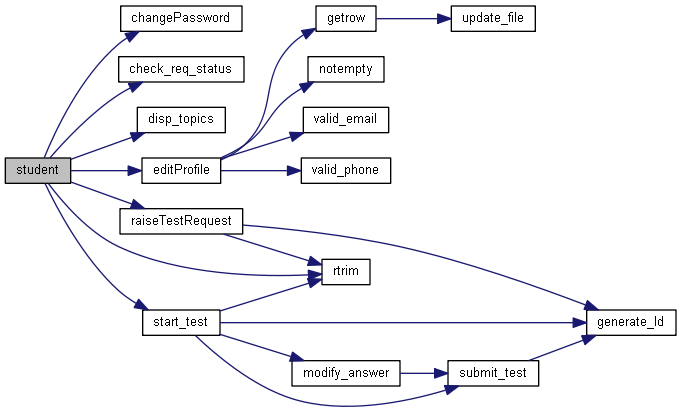 changePassword
getrow
update_file
check_req_status
notempty
disp_topics
valid_email
student
editProfile
valid_phone
raiseTestRequest
rtrim
start_test
generate_Id
modify_answer
submit_test